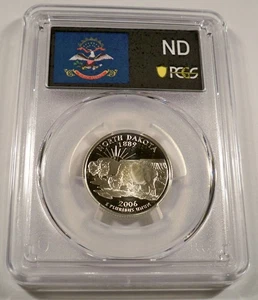 ND
PCGS
NORTH DAKOTA
1889
2006
E PLURIBUS UNUM